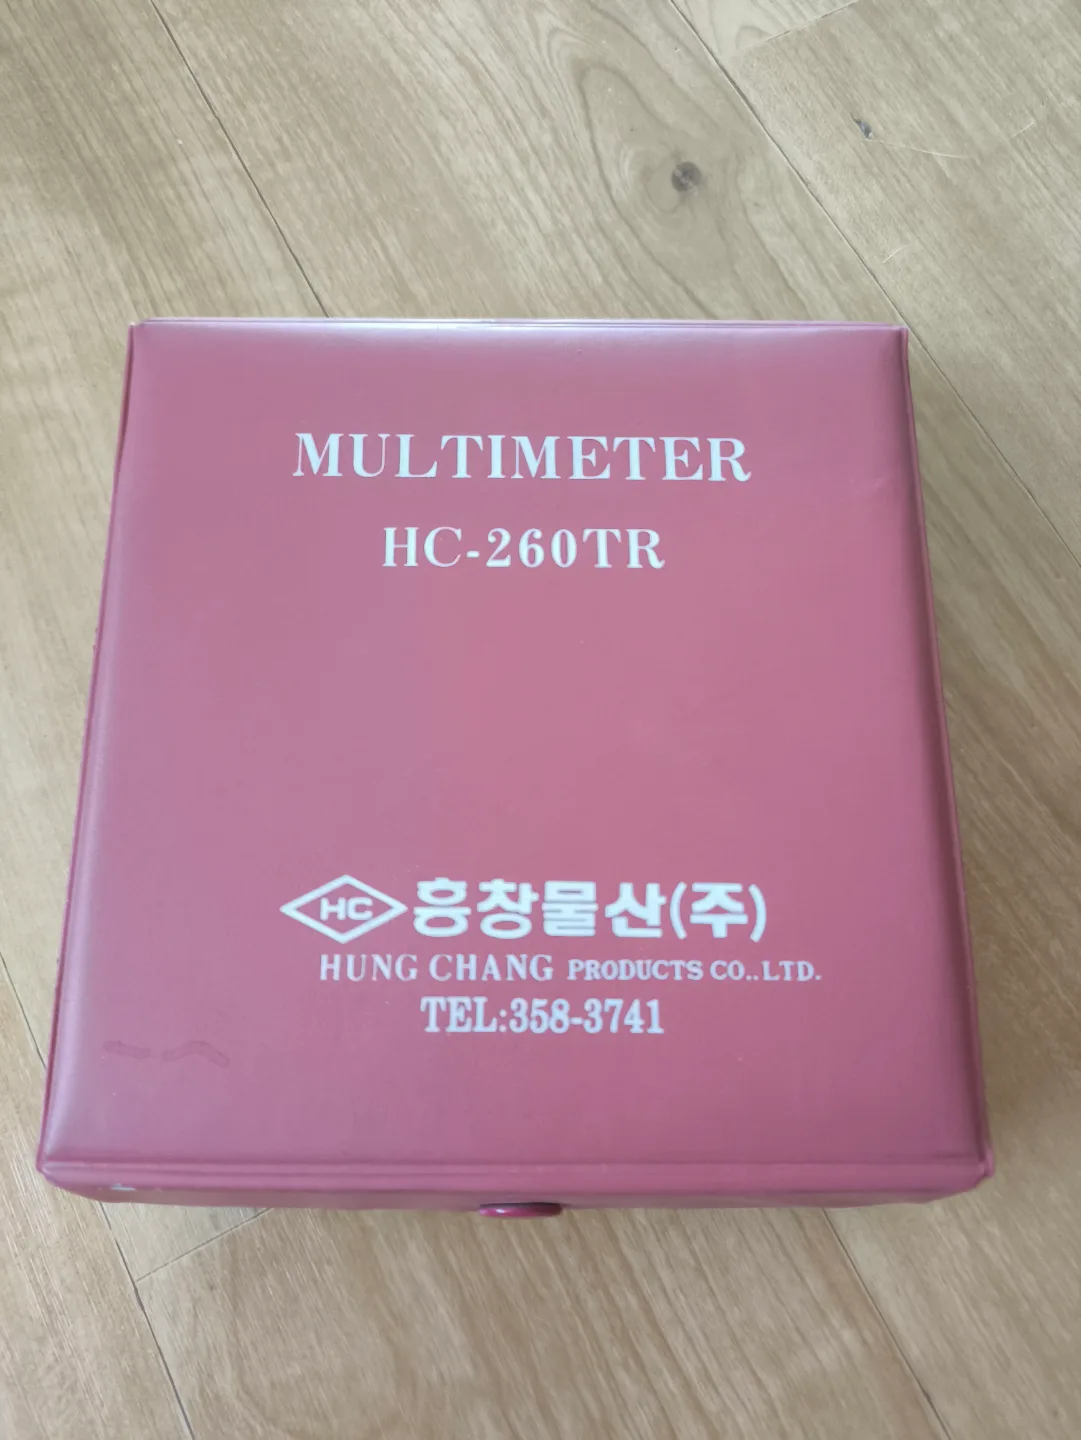 MULTIMETER
HC-260TR
HC 흥창물산(주)
HUNG CHANG PRODUCTS CO..LTD.
TEL:358-3741